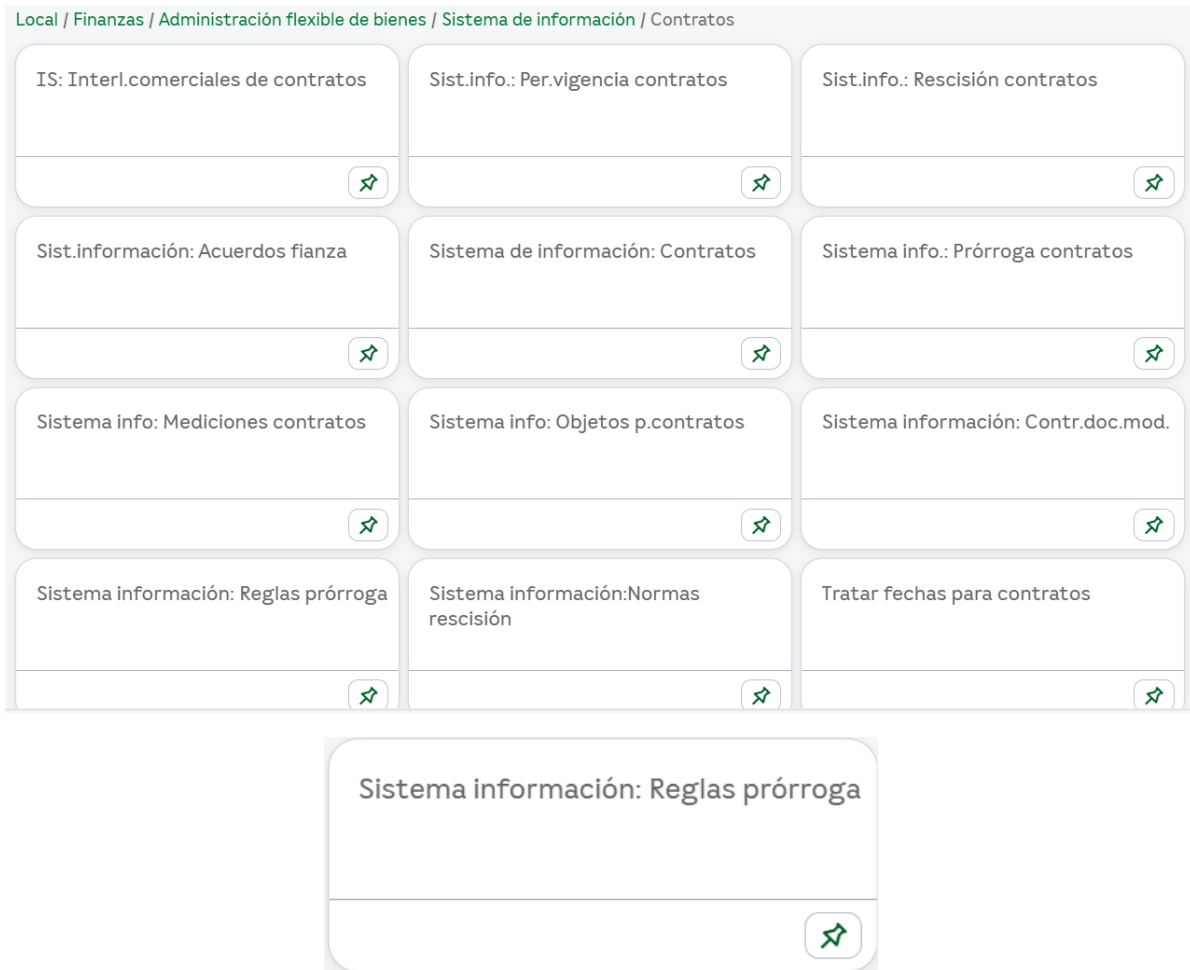 Local / Finanzas / Administración flexible de bienes / Sistema de información / Contratos
IS: Interl.comerciales de contratos
Sist.info.: Per.vigencia contratos
Sist.info.: Rescisión contratos
Sist.información: Acuerdos fianza
Sistema de información: Contratos
Sistema info.: Prórroga contratos
Sistema info: Mediciones contratos
Sistema info: Objetos p.contratos
Sistema información: Contr.doc.mod.
Sistema información: Reglas prórroga
Sistema información:Normas
rescisión
Tratar fechas para contratos
Sistema información: Reglas prórroga